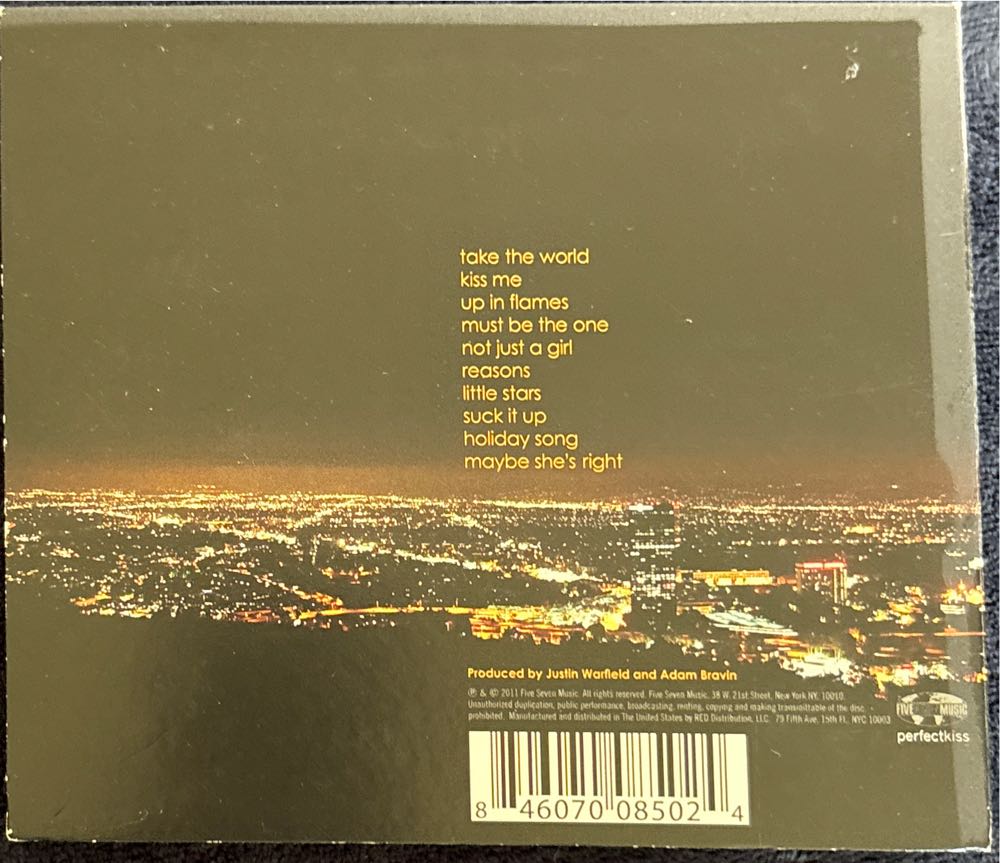 take the world
kiss me
up in flames
must be the one
not just a girl
reasons
little stars
suck it up
holiday song
maybe she's right
Produced by Justin Warfield and Adam Bravin
℗ & © 2011 Five Seven Music. All rights reserved. Five Seven Music. 38 W. 21st Street, New York NY, 10010.
Unauthorized duplication, public performance, broadcasting, renting, copying and making transmittable of the disc
prohibited. Manufactured and distributed in The United States by RED Distribution, LLC. 79 Fifth Ave. 15th Fl. NYC 10003
FIVE MUSIC
perfectkiss
8 46070 08502 4